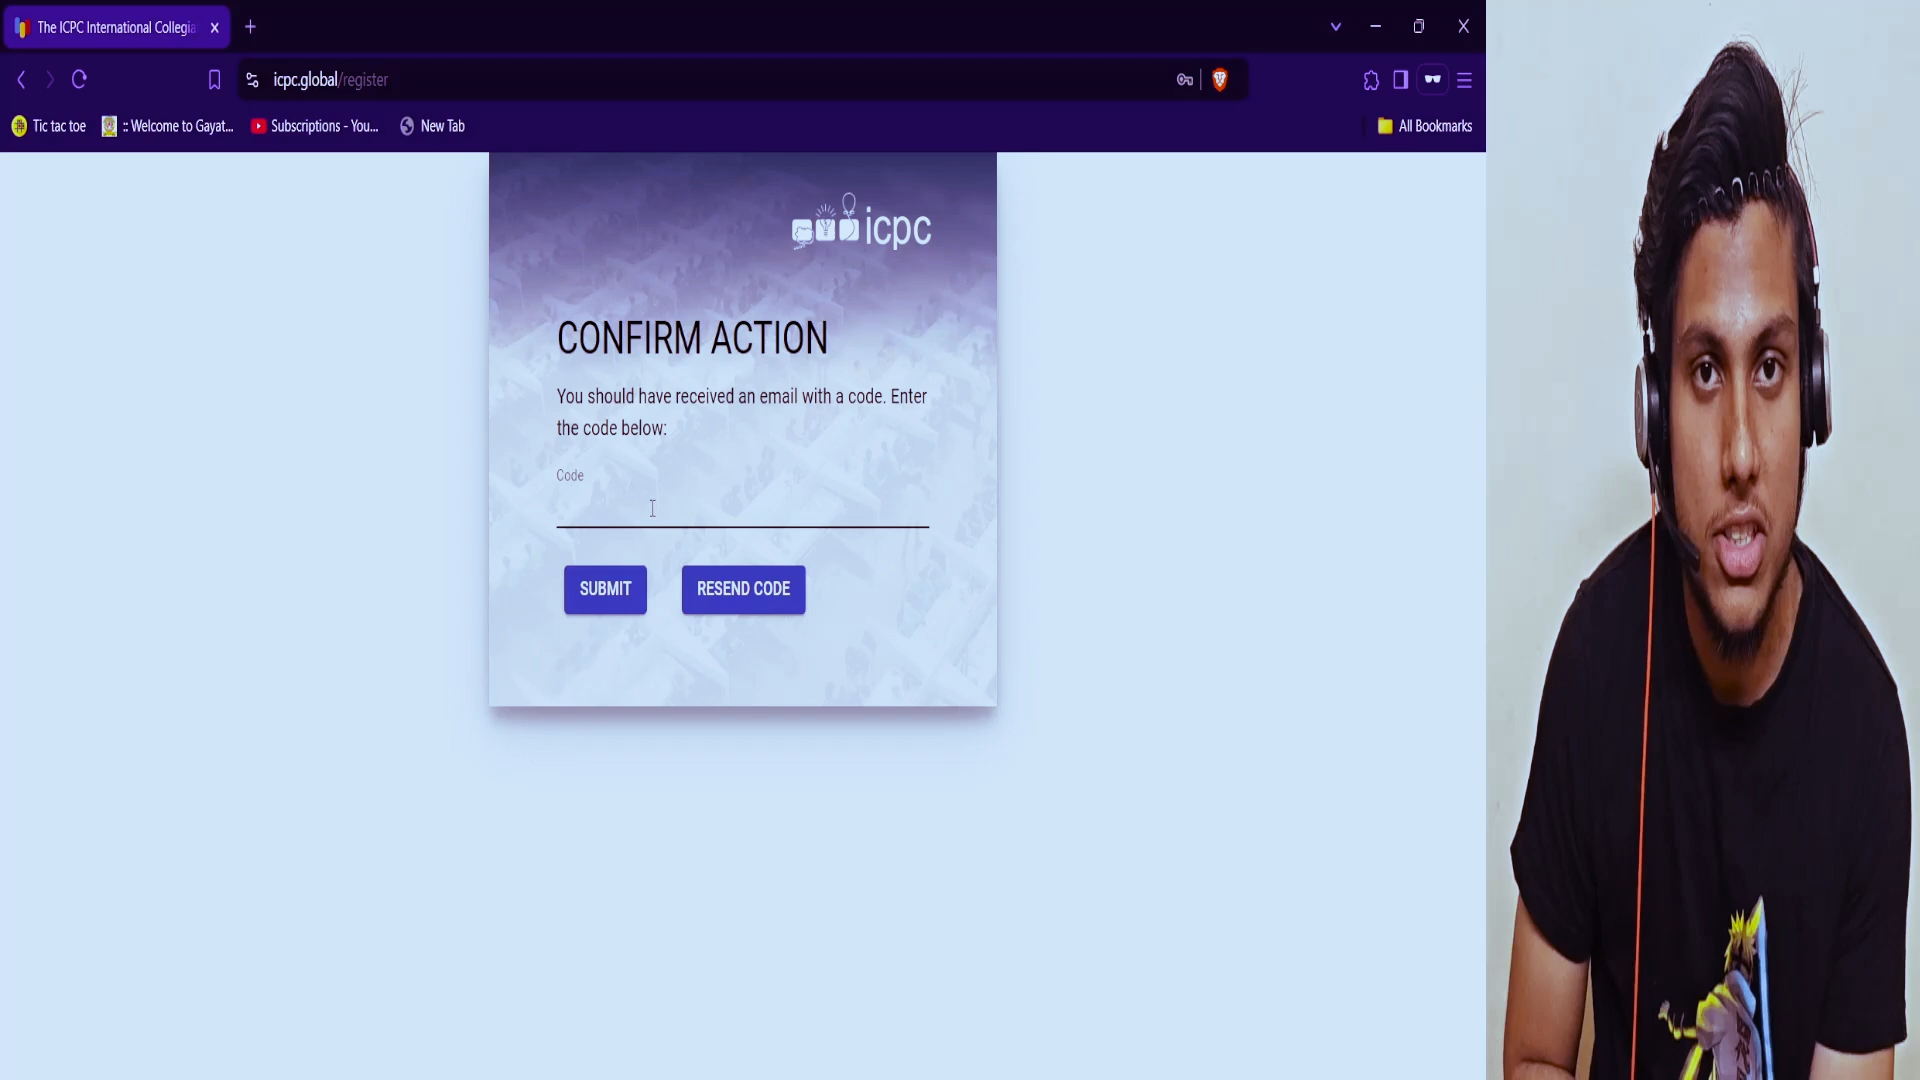 The ICPC International Collegia
icpc.global/register
Tic tac toe
:: Welcome to Gayat...
Subscriptions - You...
New Tab
All Bookmarks
icpc
CONFIRM ACTION
You should have received an email with a code. Enter
the code below:
Code
SUBMIT
RESEND CODE